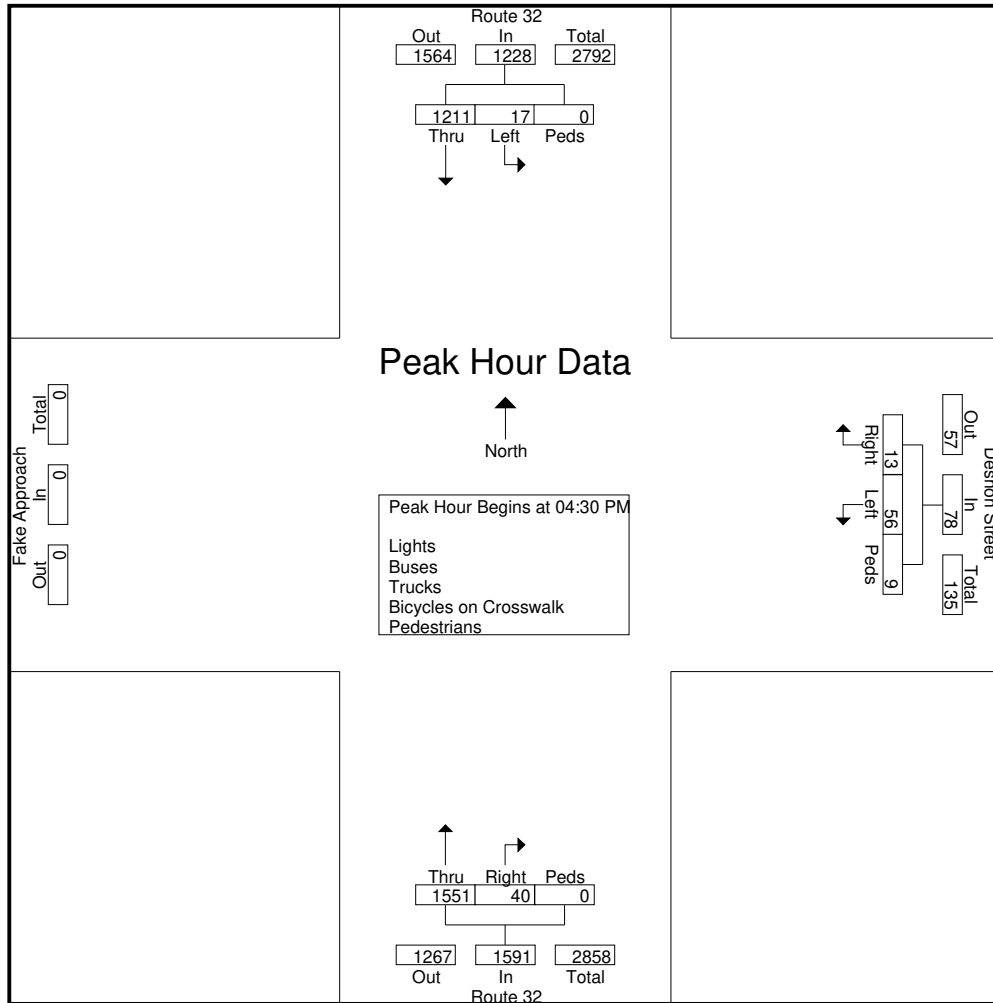 Route 32
Out In Total
1564 1228 2792
1211 17 0
Thru Left Peds
Peak Hour Data
North
Peak Hour Begins at 04:30 PM
Lights
Buses
Trucks
Bicycles on Crosswalk
Pedestrians
Fake Approach
Out In Total
0 0 0
Street
Out In Total
57 78 135
13 56 9
Right Left Peds
Thru Right Peds
1551 40 0
1267 1591 2858
Out In Total
Route 32